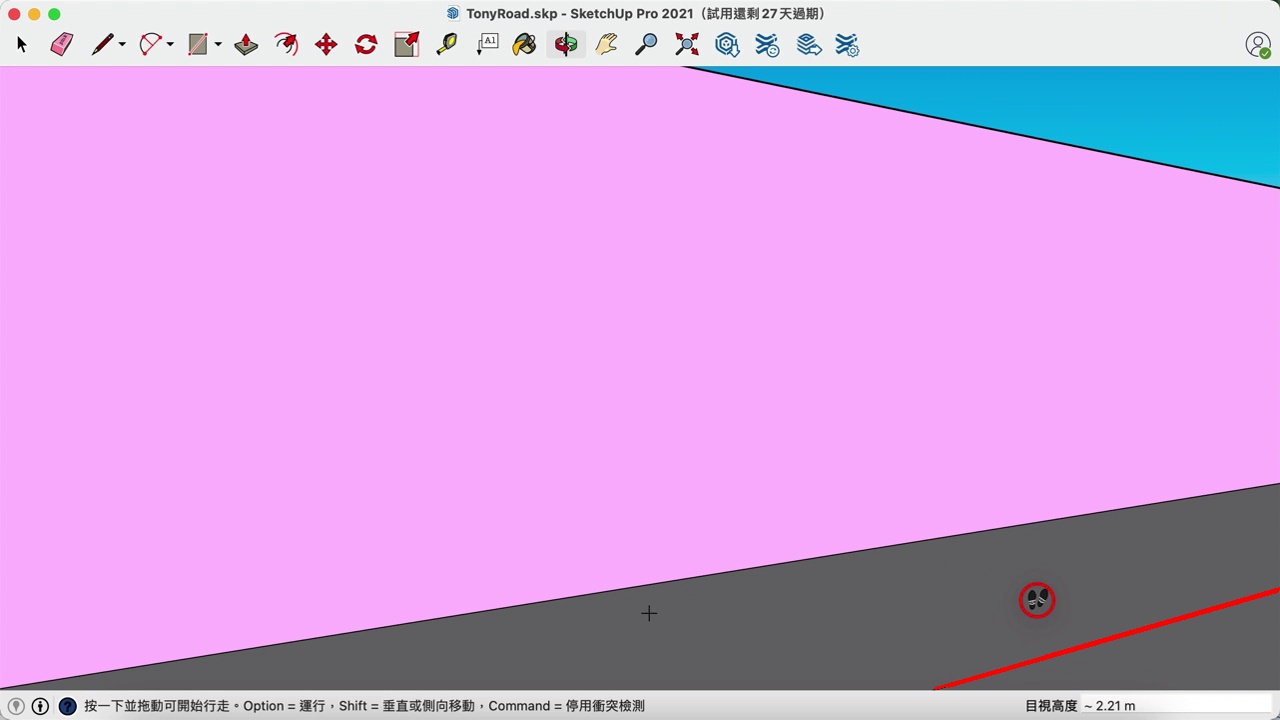 TonyRoad.skp - SketchUp Pro 2021（試用還剩 27 天過期）
A1
按一下並拖動可開始行走。Option = 運行，Shift = 垂直或側向移動，Command = 停用衝突檢測
目視高度 ~ 2.21 m